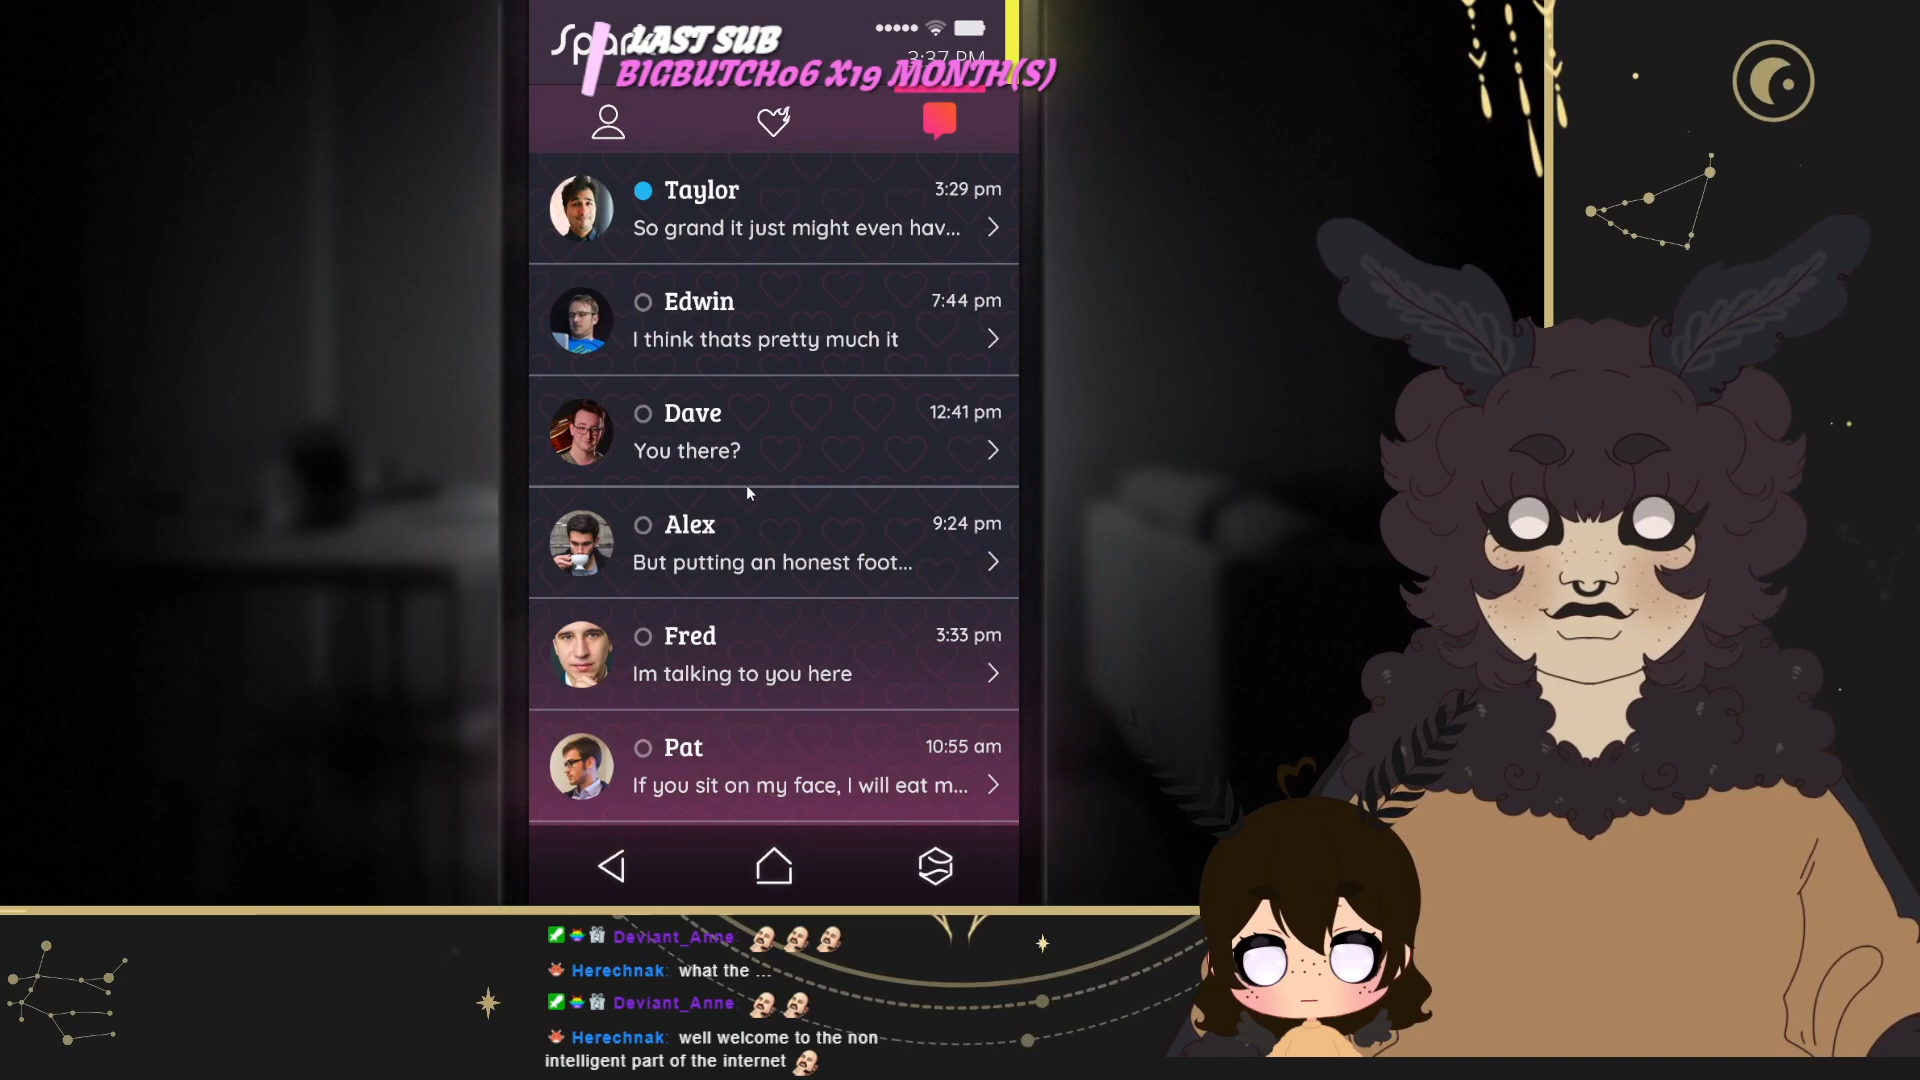 LAST SUB
3:37 PM
BIGBUTCH06 X19 MONTH(S)
Taylor 3:29 pm
So grand it just might even hav...
Edwin 7:44 pm
I think thats pretty much it
Dave 12:41 pm
You there?
Alex 9:24 pm
But putting an honest foot...
Fred 3:33 pm
Im talking to you here
Pat 10:55 am
If you sit on my face, I will eat m...
Deviant_Anne:
Herechnak: what the ...
Deviant_Anne:
Herechnak: well welcome to the non
intelligent part of the internet